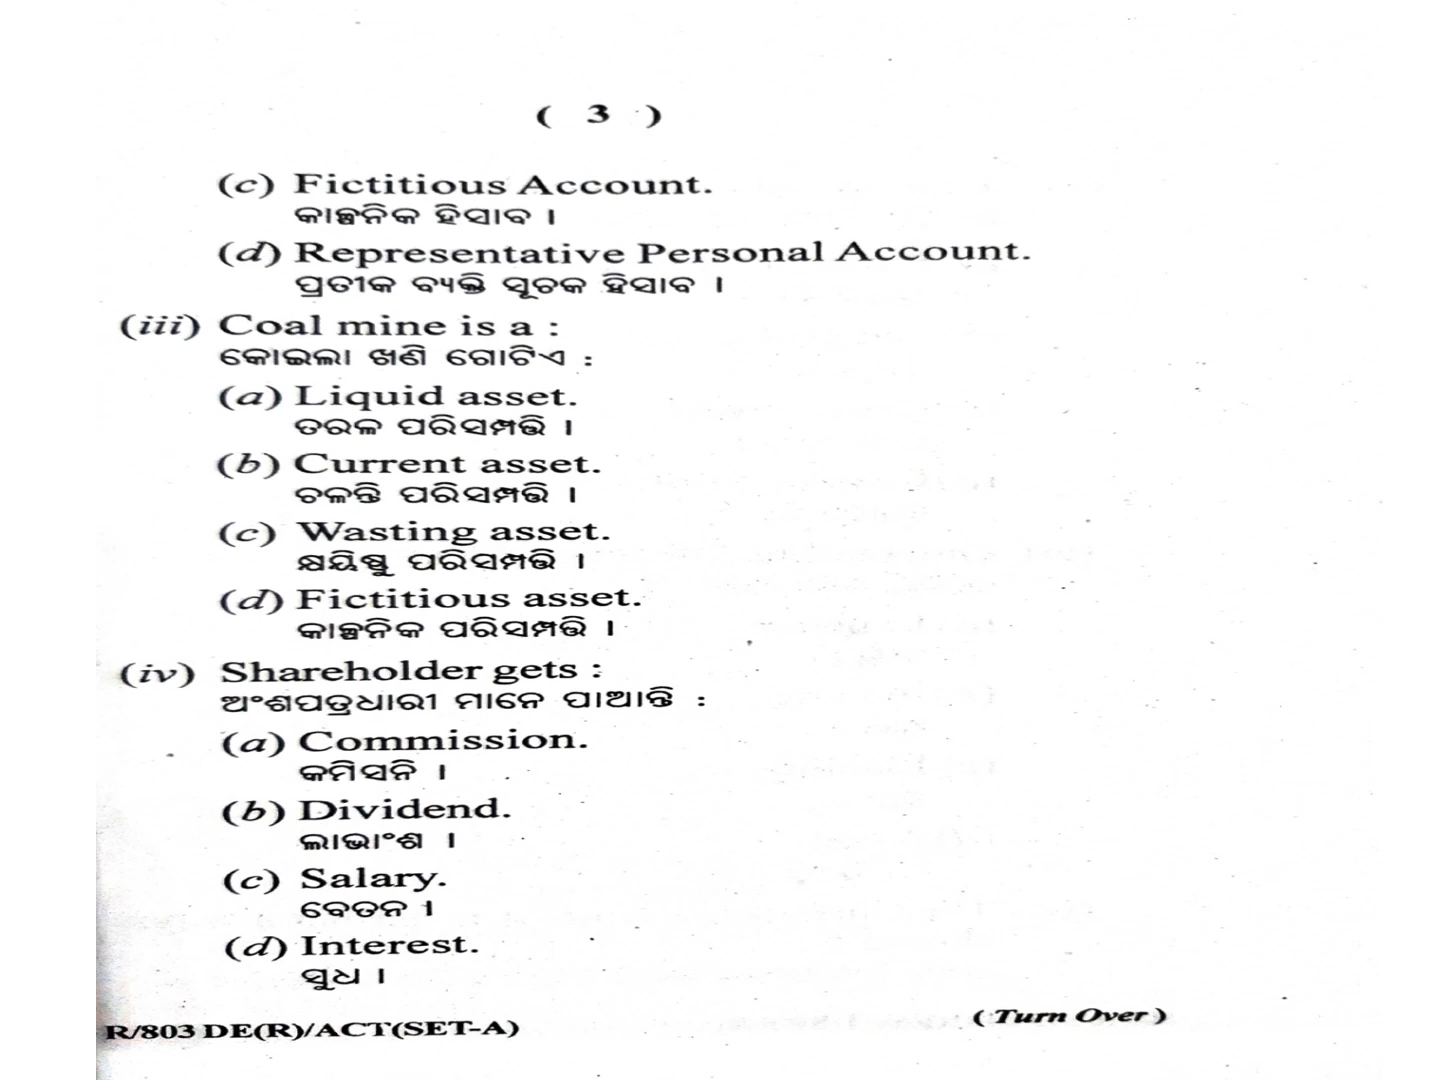 ( 3 )
(c) Fictitious Account.
କାଳ୍ପନିକ ହିସାବ ।
(d) Representative Personal Account.
ପ୍ରତୀକ ବ୍ୟକ୍ତି ସୂଚକ ହିସାବ ।
(iii) Coal mine is a :
କୋଇଲା ଖଣି ଗୋଟିଏ :
(a) Liquid asset.
ତରଳ ପରିସମ୍ପତ୍ତି ।
(b) Current asset.
ଚଳନ୍ତି ପରିସମ୍ପତ୍ତି ।
(c) Wasting asset.
କ୍ଷୟିଷ୍ଣୁ ପରିସମ୍ପତ୍ତି ।
(d) Fictitious asset.
କାଳ୍ପନିକ ପରିସମ୍ପତ୍ତି ।
(iv) Shareholder gets :
ଅଂଶପତ୍ରଧାରୀ ମାନେ ପାଆନ୍ତି :
(a) Commission.
କମିସନି ।
(b) Dividend.
ଲାଭାଂଶ ।
(c) Salary.
ବେତନ ।
(d) Interest.
ସୁଧ ।
R/803 DE(R)/ACT(SET-A)
( Turn Over )